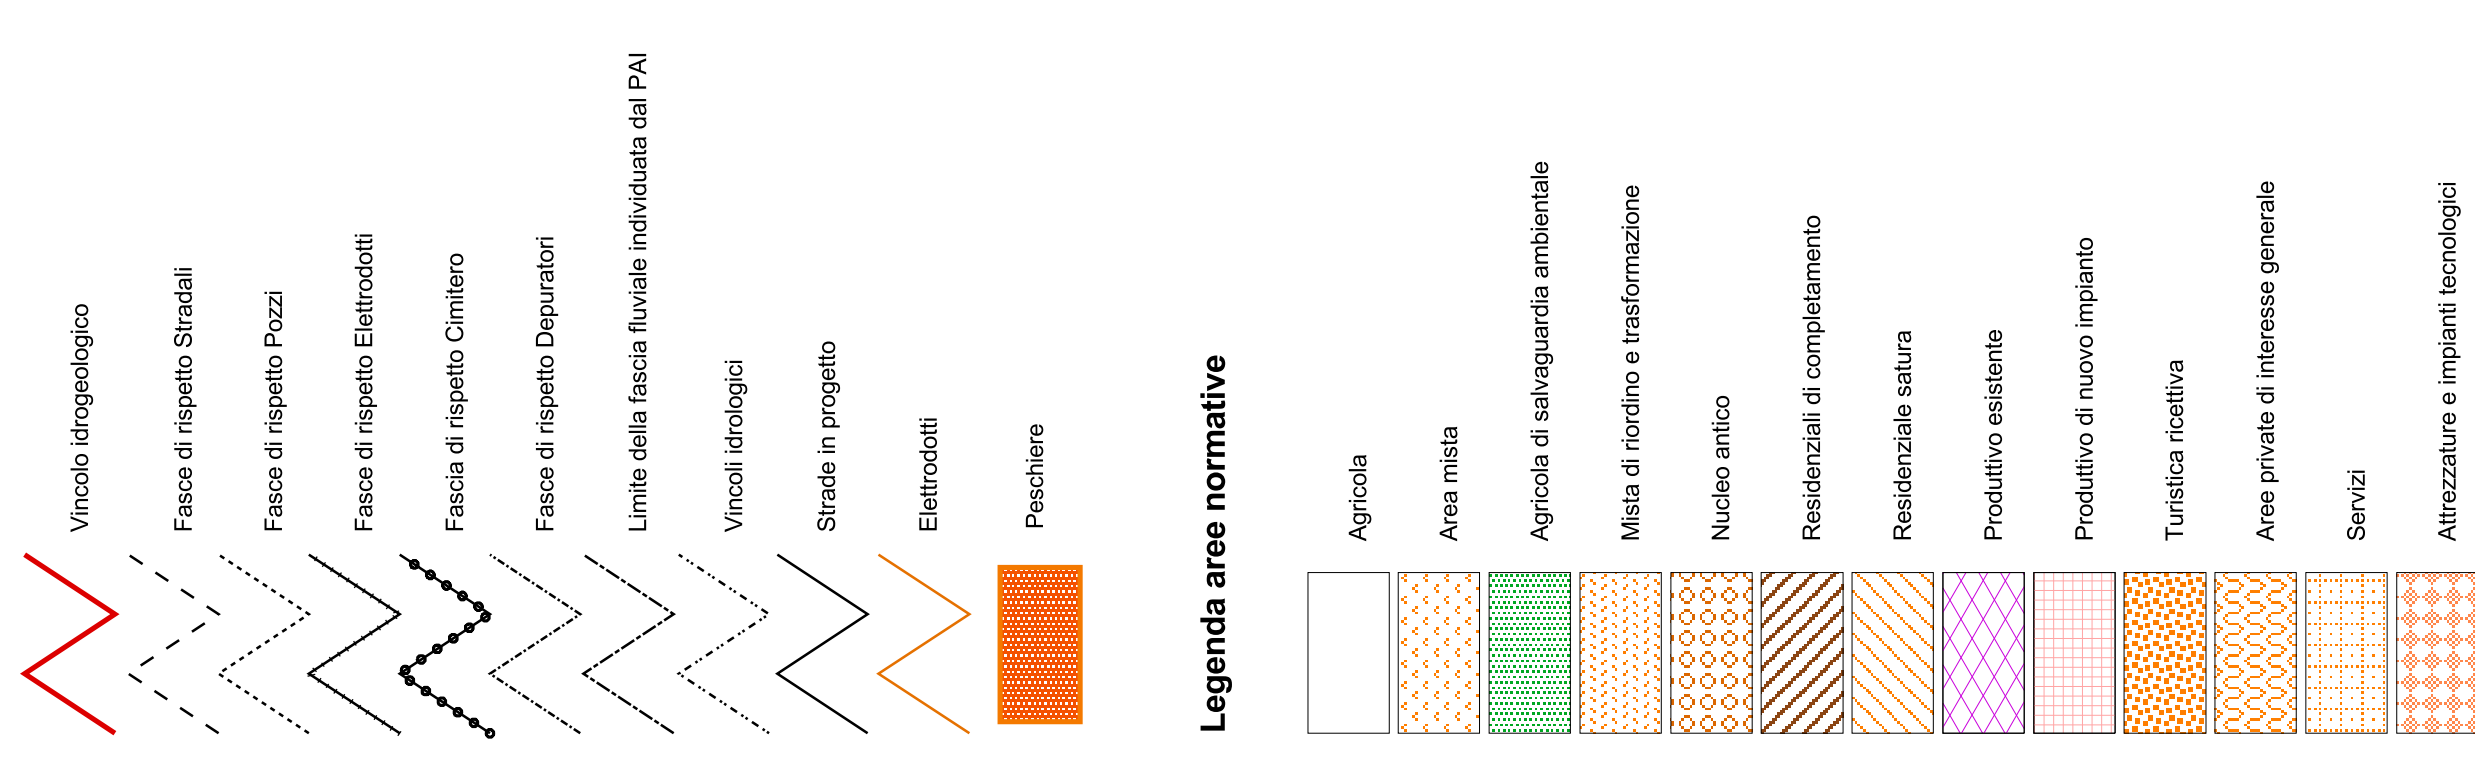 Vincolo idrogeologico
Fasce di rispetto Stradali
Fasce di rispetto Pozzi
Fasce di rispetto Elettrodotti
Fascia di rispetto Cimitero
Fasce di rispetto Depuratori
Limite della fascia fluviale individuata dal PAI
Vincoli idrologici
Strade in progetto
Elettrodotti
Peschiere
Legenda aree normative
Agricola
Area mista
Agricola di salvaguardia ambientale
Mista di riordino e trasformazione
Nucleo antico
Residenziali di completamento
Residenziale satura
Produttivo esistente
Produttivo di nuovo impianto
Turistica ricettiva
Aree private di interesse generale
Servizi
Attrezzature e impianti tecnologici